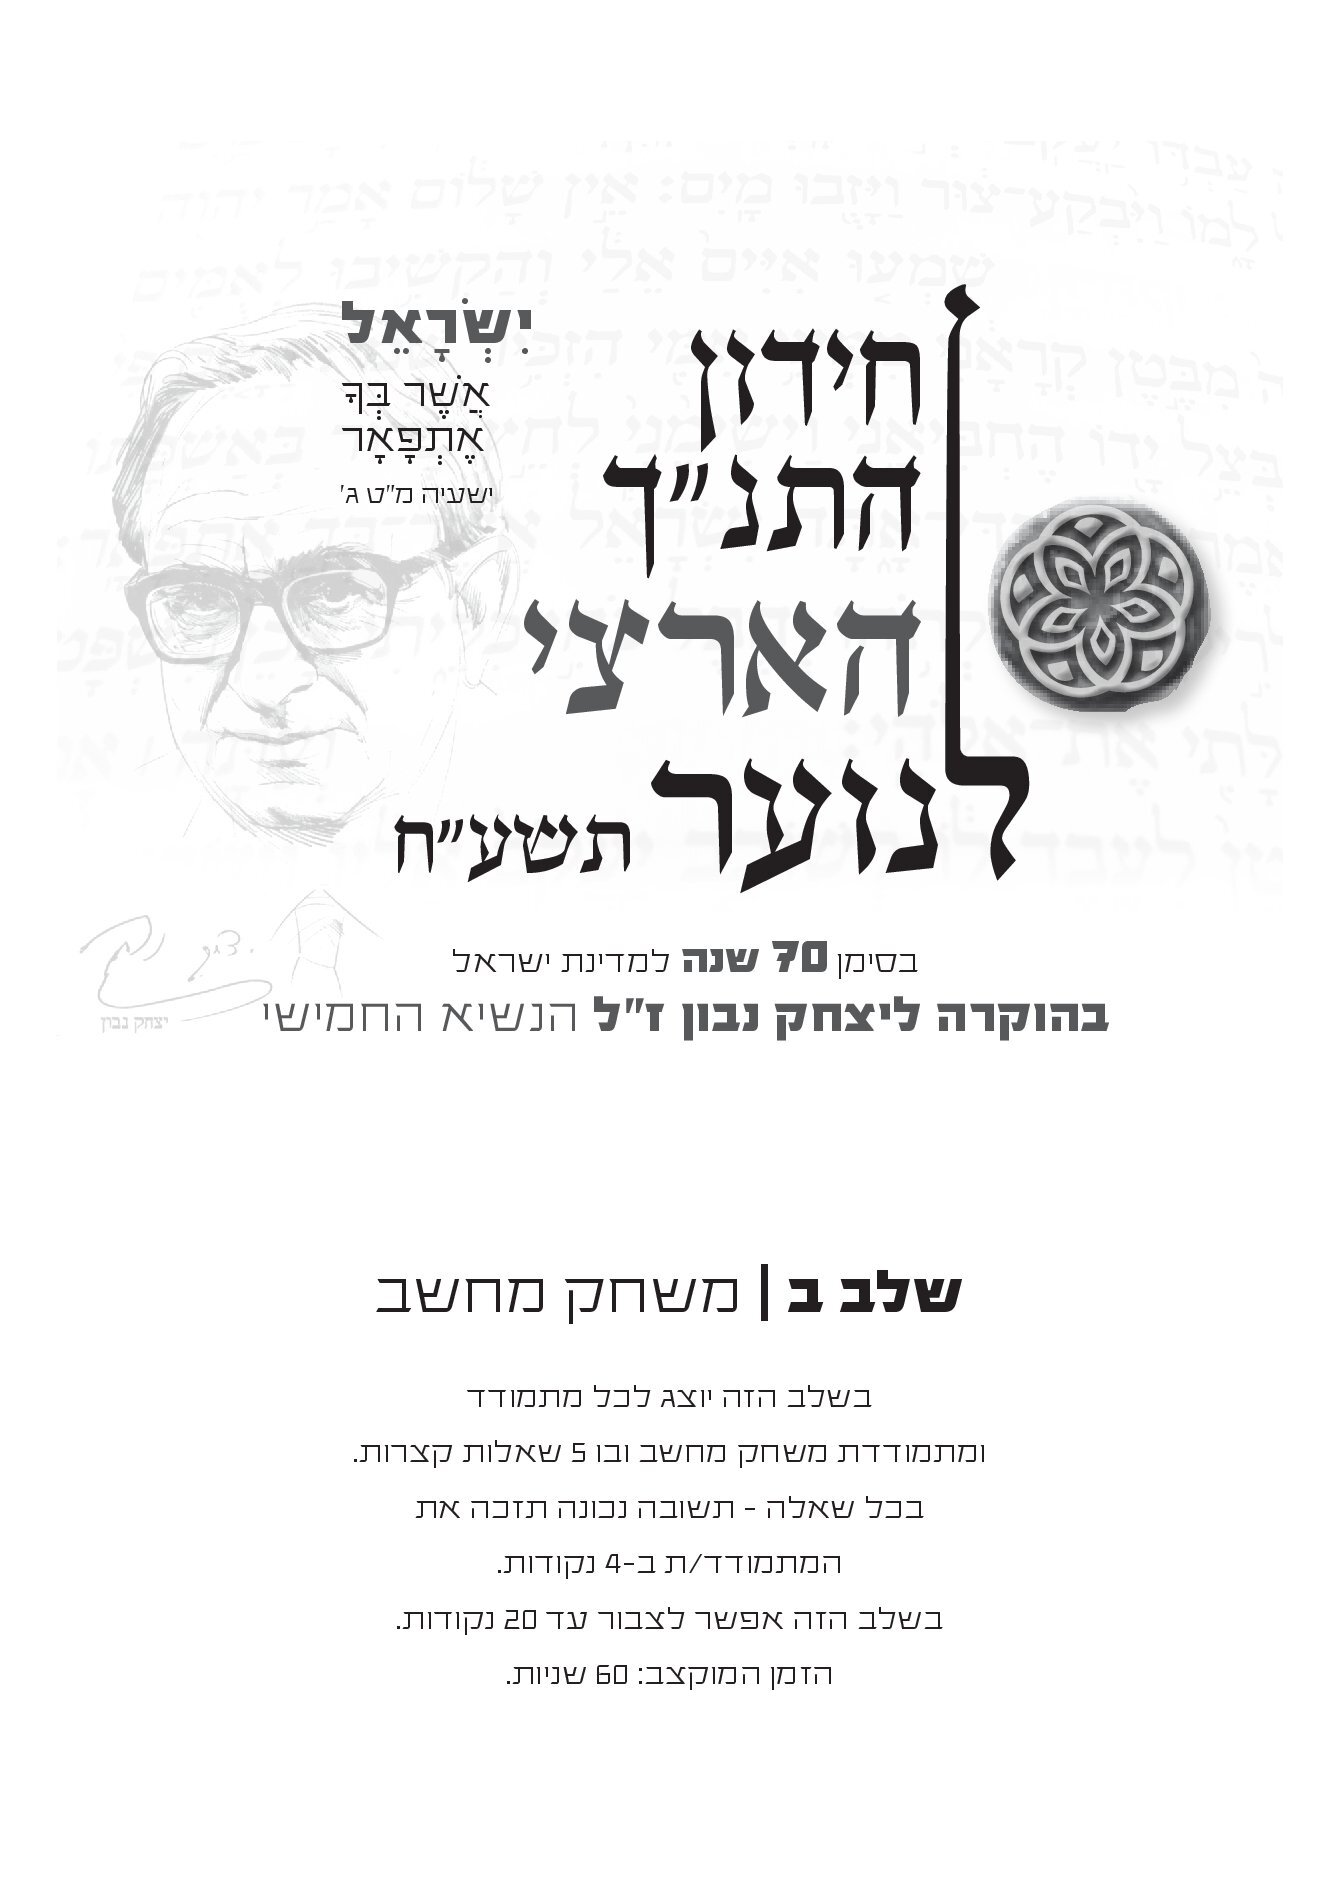 יִשְׂרָאֵל
אֲשֶׁר בְּךָ
אֶתְפָּאָר
ישעיה מ"ט ג'
חידון
התנ"ך
הארצי
לנוער תשע"ח
בסימן 70 שנה למדינת ישראל
בהוקרה ליצחק נבון ז"ל הנשיא החמישי
יצחק נבון
שלב ב | משחק מחשב
בשלב הזה יוצג לכל מתמודד
ומתמודדת משחק מחשב ובו 5 שאלות קצרות.
בכל שאלה - תשובה נכונה תזכה את
המתמודד/ת ב-4 נקודות.
בשלב הזה אפשר לצבור עד 20 נקודות.
הזמן המוקצב: 60 שניות.